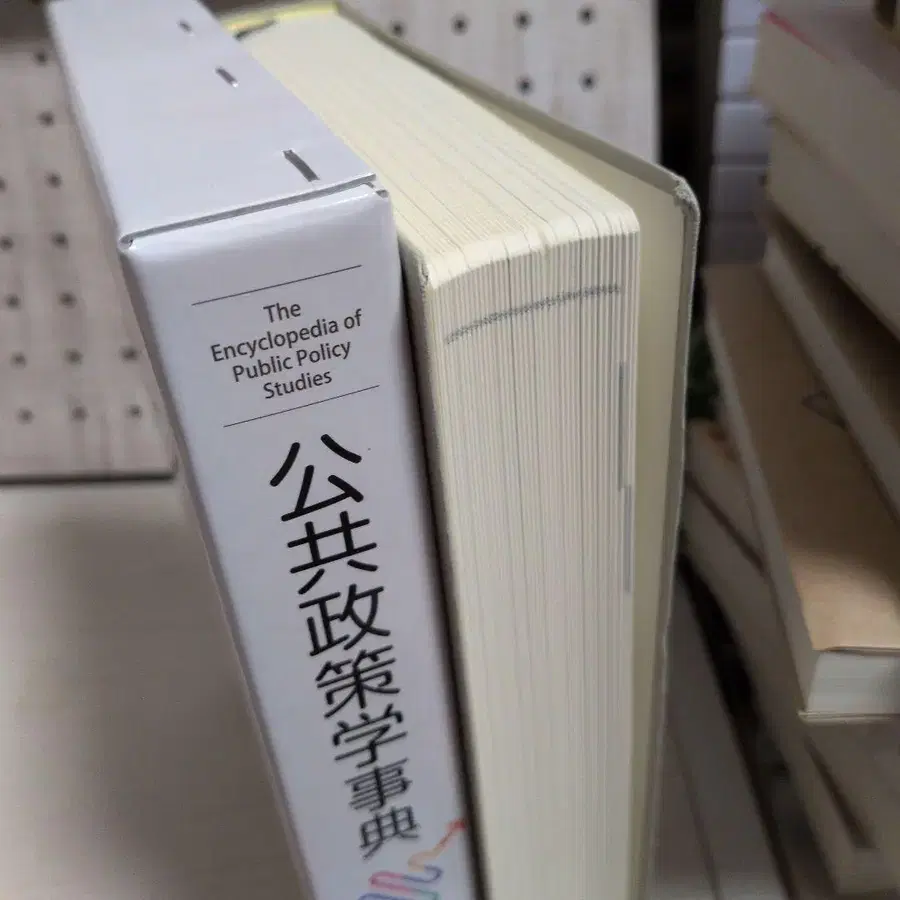 The
Encyclopedia of
Public Policy
Studies
公共政策学事典